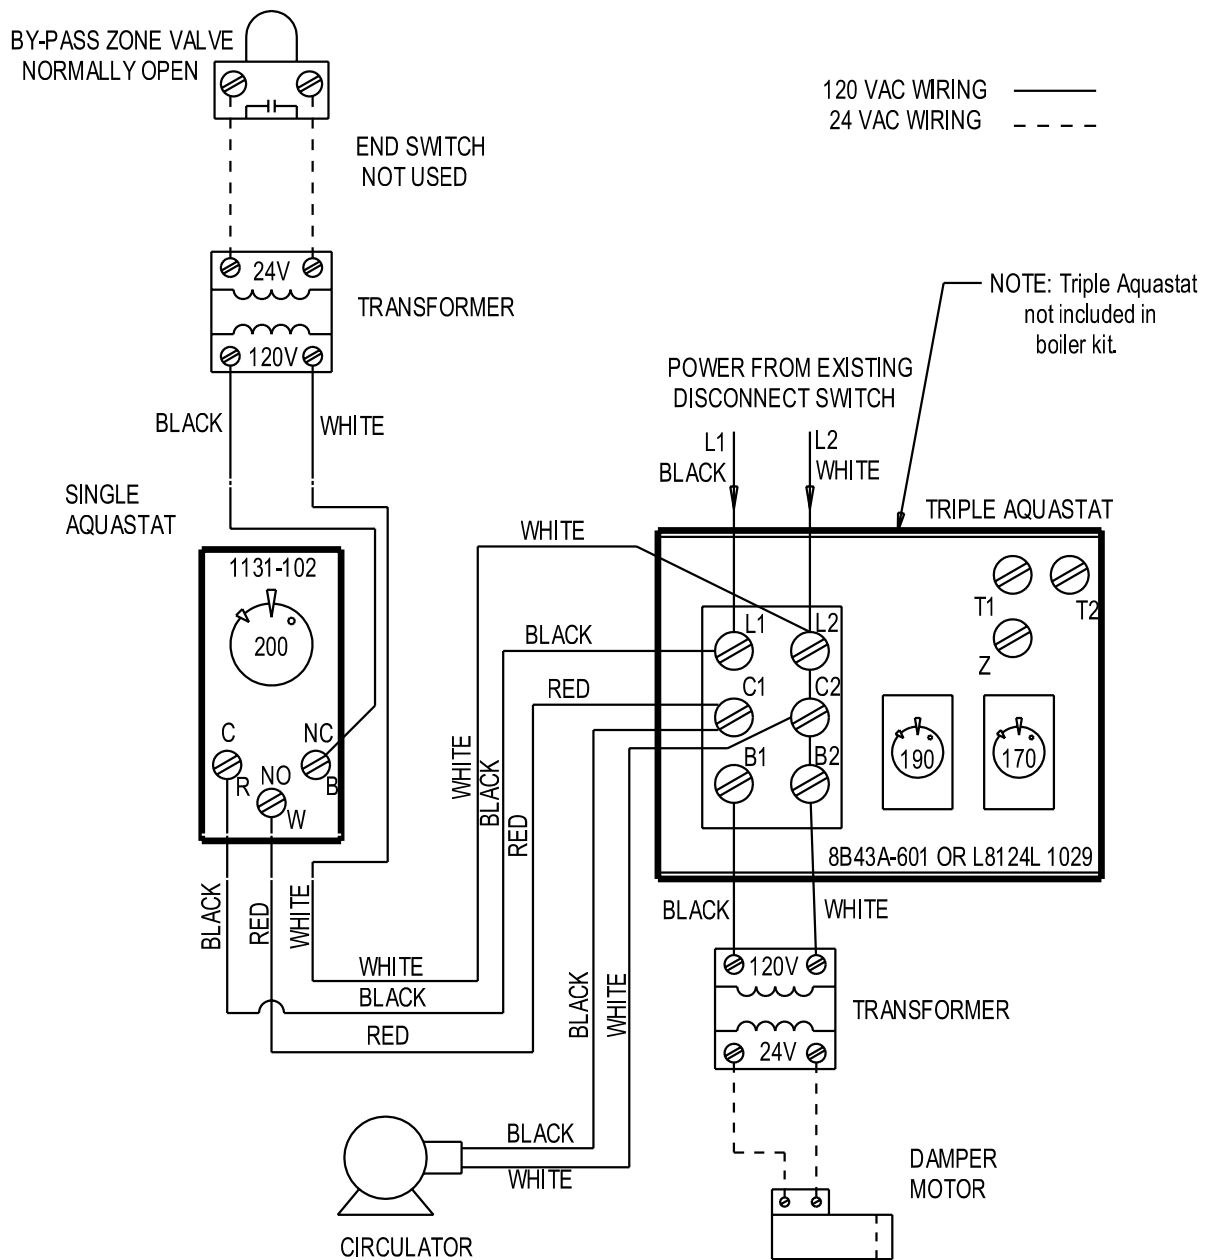 BY-PASS ZONE VALVE
NORMALLY OPEN
120 VAC WIRING
24 VAC WIRING
END SWITCH
NOT USED
24V
TRANSFORMER
120V
NOTE: Triple Aquastat
not included in
boiler kit.
POWER FROM EXISTING
DISCONNECT SWITCH
BLACK
WHITE
L1
L2
BLACK
WHITE
SINGLE
AQUASTAT
TRIPLE AQUASTAT
WHITE
1131-102
200
T1
T2
Z
L1
L2
BLACK
RED
C1
C2
C
NC
NO
R
B
W
B1
B2
190
170
WHITE
BLACK
RED
8B43A-601 OR L8124L 1029
BLACK
RED
WHITE
BLACK
WHITE
WHITE
BLACK
RED
BLACK
WHITE
120V
TRANSFORMER
24V
BLACK
WHITE
DAMPER
MOTOR
CIRCULATOR